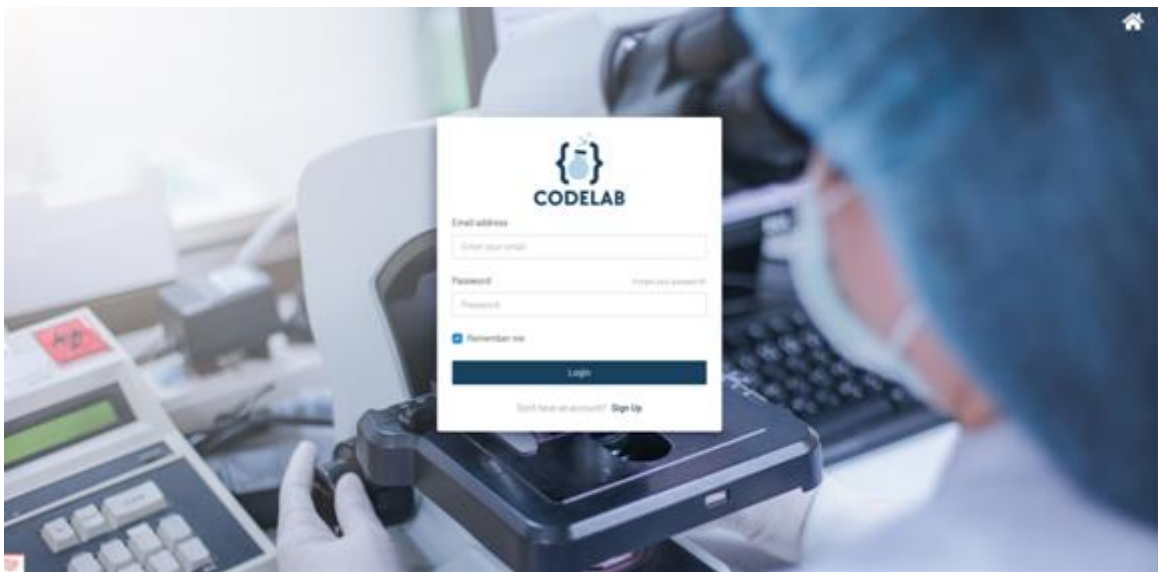 CODELAB
Email address
Enter your email
Password
Forgot your password?
Password
Remember me
Login
Don't have an account? Sign Up